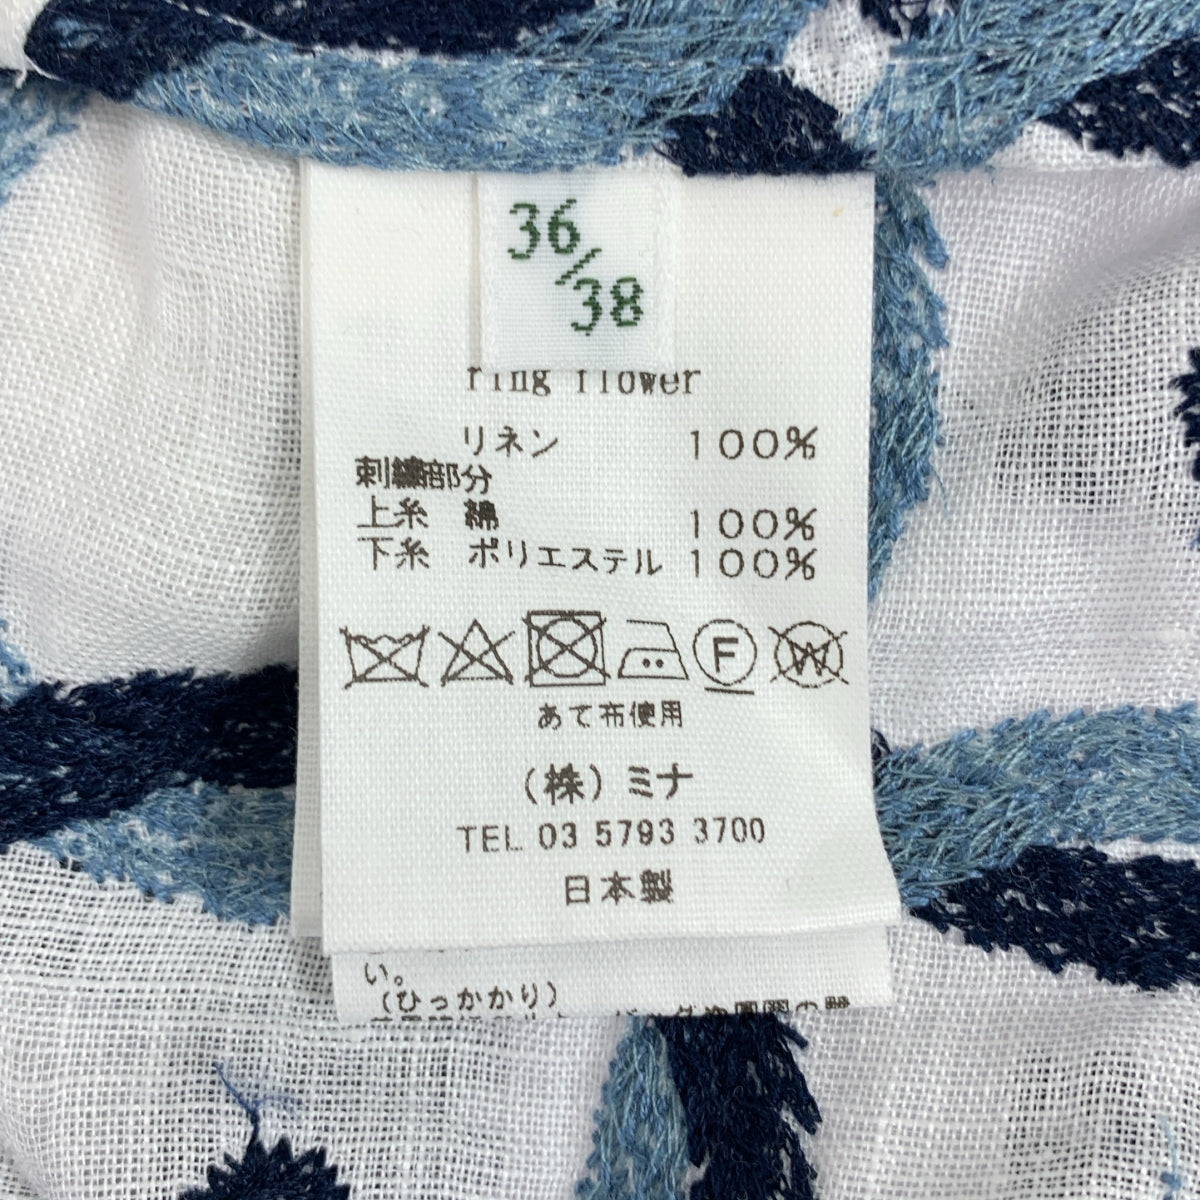 36/38
ring flower
リネン 100%
刺繍部分
上糸 綿 100%
下糸 ポリエステル 100%
F W
あて布使用
(株)ミナ
TEL 03 5793 3700
日本製
い。
(ひっかかり)